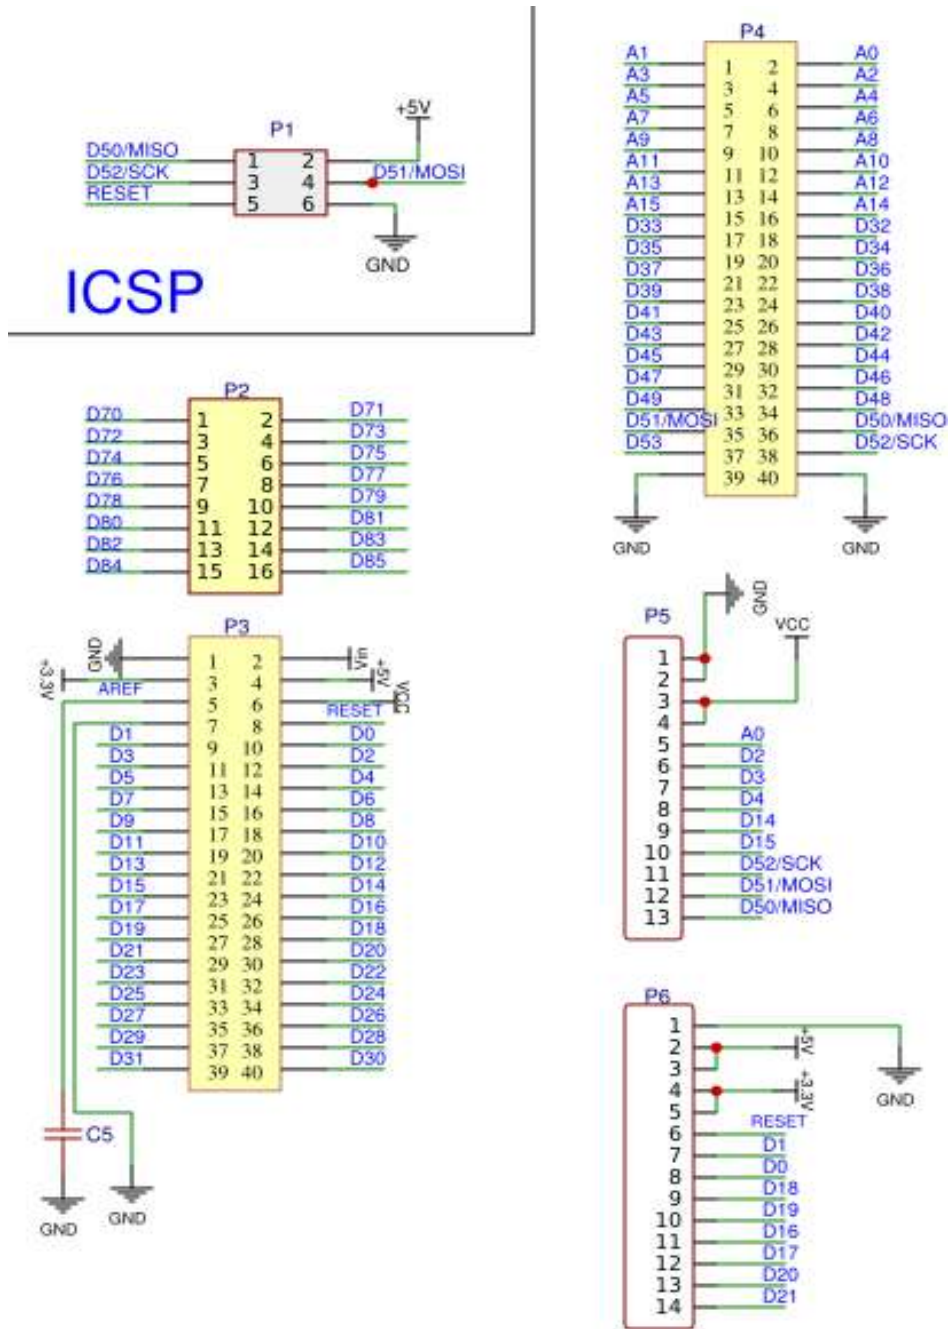 P1
+5V
D50/MISO 1 2
D52/SCK 3 4 D51/MOSI
RESET 5 6
GND
ICSP
P2
D70 1 2 D71
D72 3 4 D73
D74 5 6 D75
D76 7 8 D77
D78 9 10 D79
D80 11 12 D81
D82 13 14 D83
D84 15 16 D85
P3
GND 1 2 Vin
+3.3V 3 4 +5V
AREF 5 6 VCC
7 8 RESET
D1 9 10 D0
D3 11 12 D2
D5 13 14 D4
D7 15 16 D6
D9 17 18 D8
D11 19 20 D10
D13 21 22 D12
D15 23 24 D14
D17 25 26 D16
D19 27 28 D18
D21 29 30 D20
D23 31 32 D22
D25 33 34 D24
D27 35 36 D26
D29 37 38 D28
D31 39 40 D30
C5
GND
GND
P4
A1 1 2 A0
A3 3 4 A2
A5 5 6 A4
A7 7 8 A6
A9 9 10 A8
A11 11 12 A10
A13 13 14 A12
A15 15 16 A14
D33 17 18 D32
D35 19 20 D34
D37 21 22 D36
D39 23 24 D38
D41 25 26 D40
D43 27 28 D42
D45 29 30 D44
D47 31 32 D46
D49 33 34 D48
D51/MOSI 35 36 D50/MISO
D53 37 38 D52/SCK
39 40
GND
GND
P5
GND
VCC
1
2
3
4
5 A0
6 D2
7 D3
8 D4
9 D14
10 D15
11 D52/SCK
12 D51/MOSI
13 D50/MISO
P6
1
2 +5V
3
4 +3.3V
5
GND
6 RESET
7 D1
8 D0
9 D18
10 D19
11 D16
12 D17
13 D20
14 D21